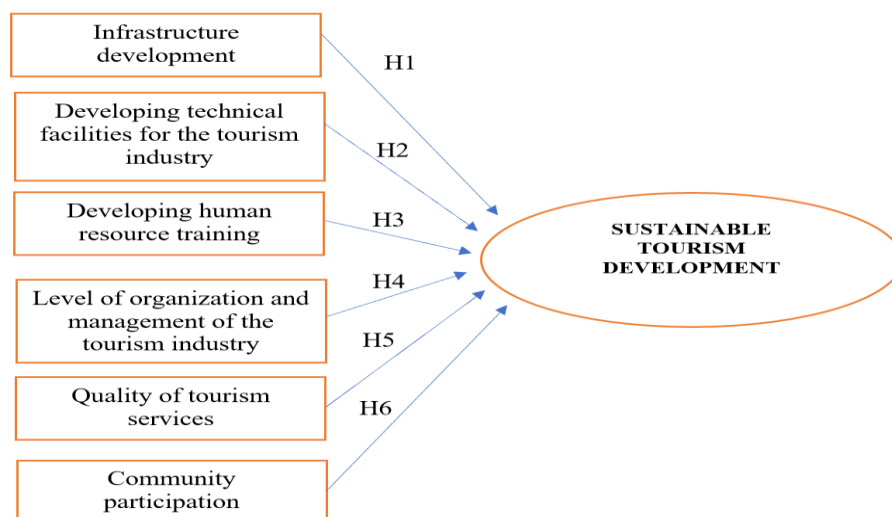 Infrastructure
development
H1
Developing technical
facilities for the tourism
industry
H2
Developing human
resource training
H3
Level of organization and
management of the
tourism industry
H4
Quality of tourism
services
H5
Community
participation
H6
SUSTAINABLE
TOURISM
DEVELOPMENT